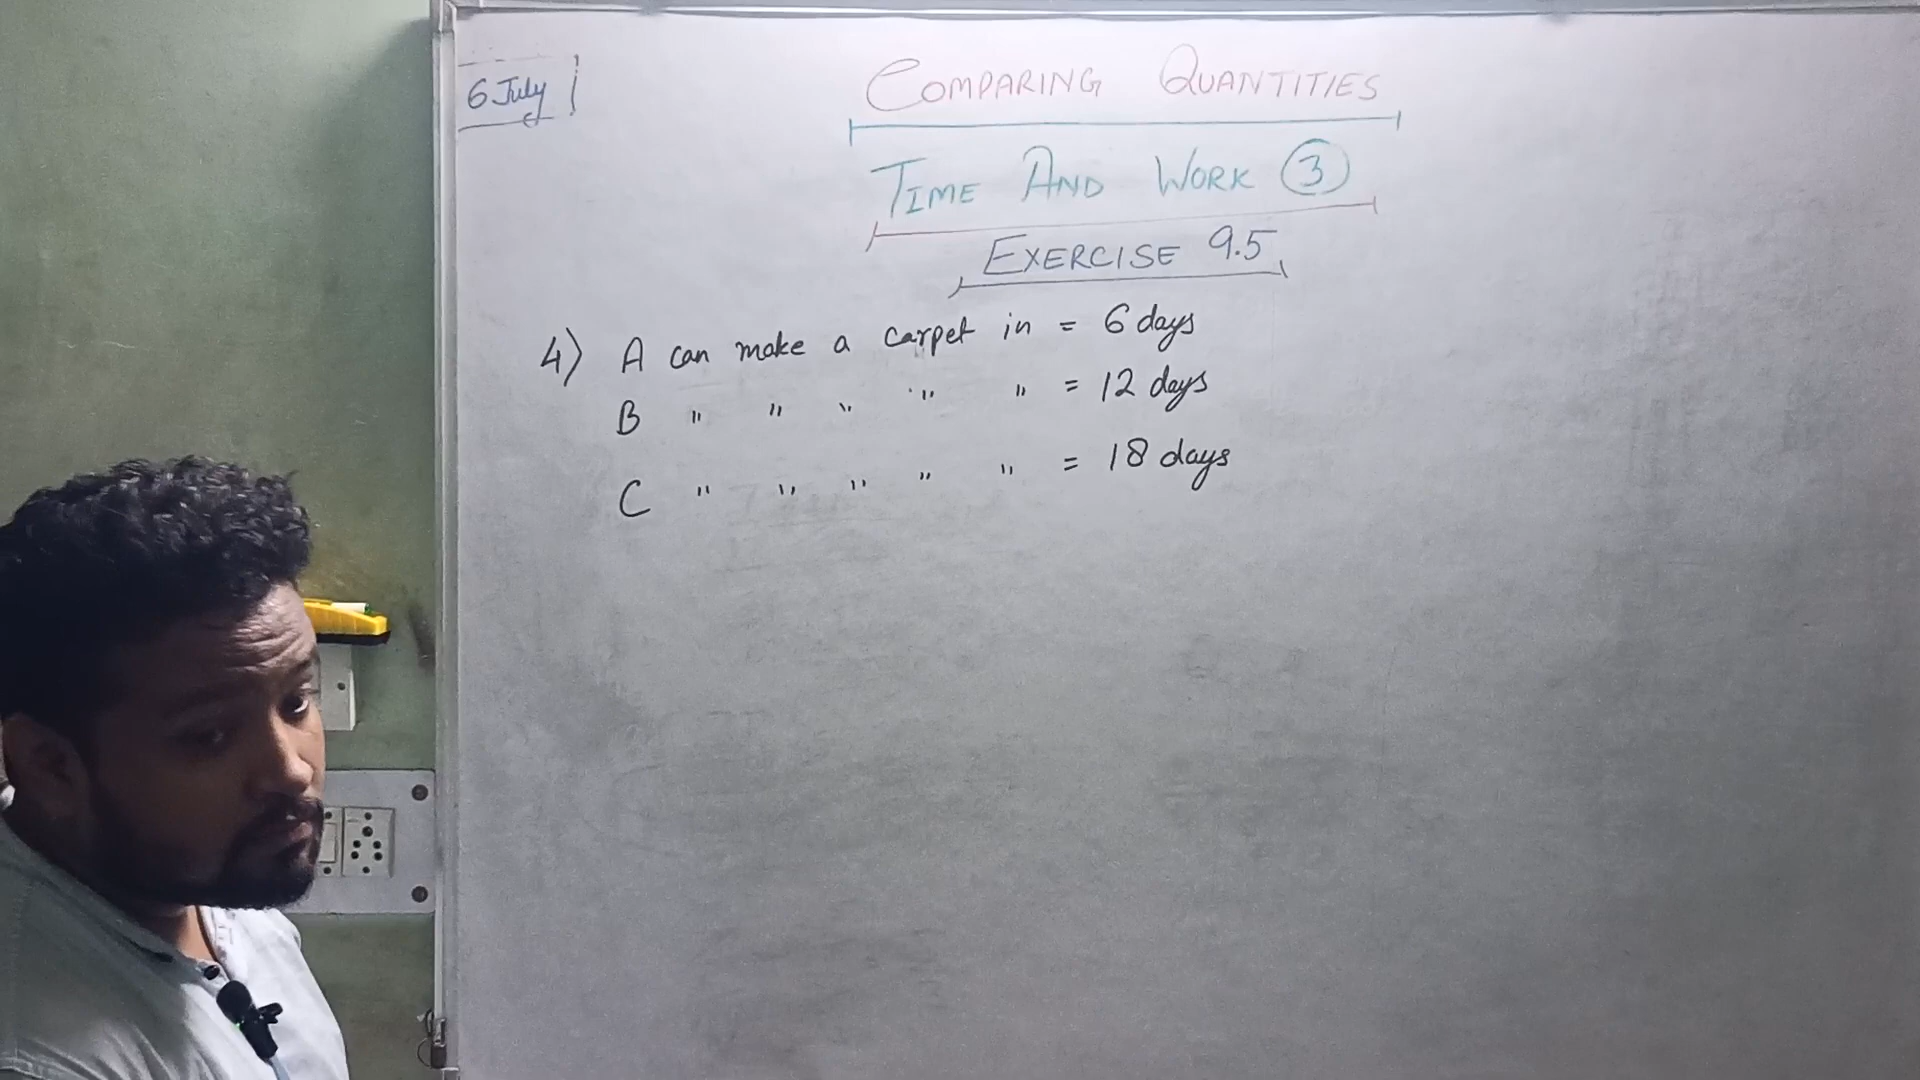 6 July
COMPARING QUANTITIES
TIME AND WORK 3
EXERCISE 9.5
4) A can make a carpet in = 6 days
B " " " " " = 12 days
C " " " " " = 18 days